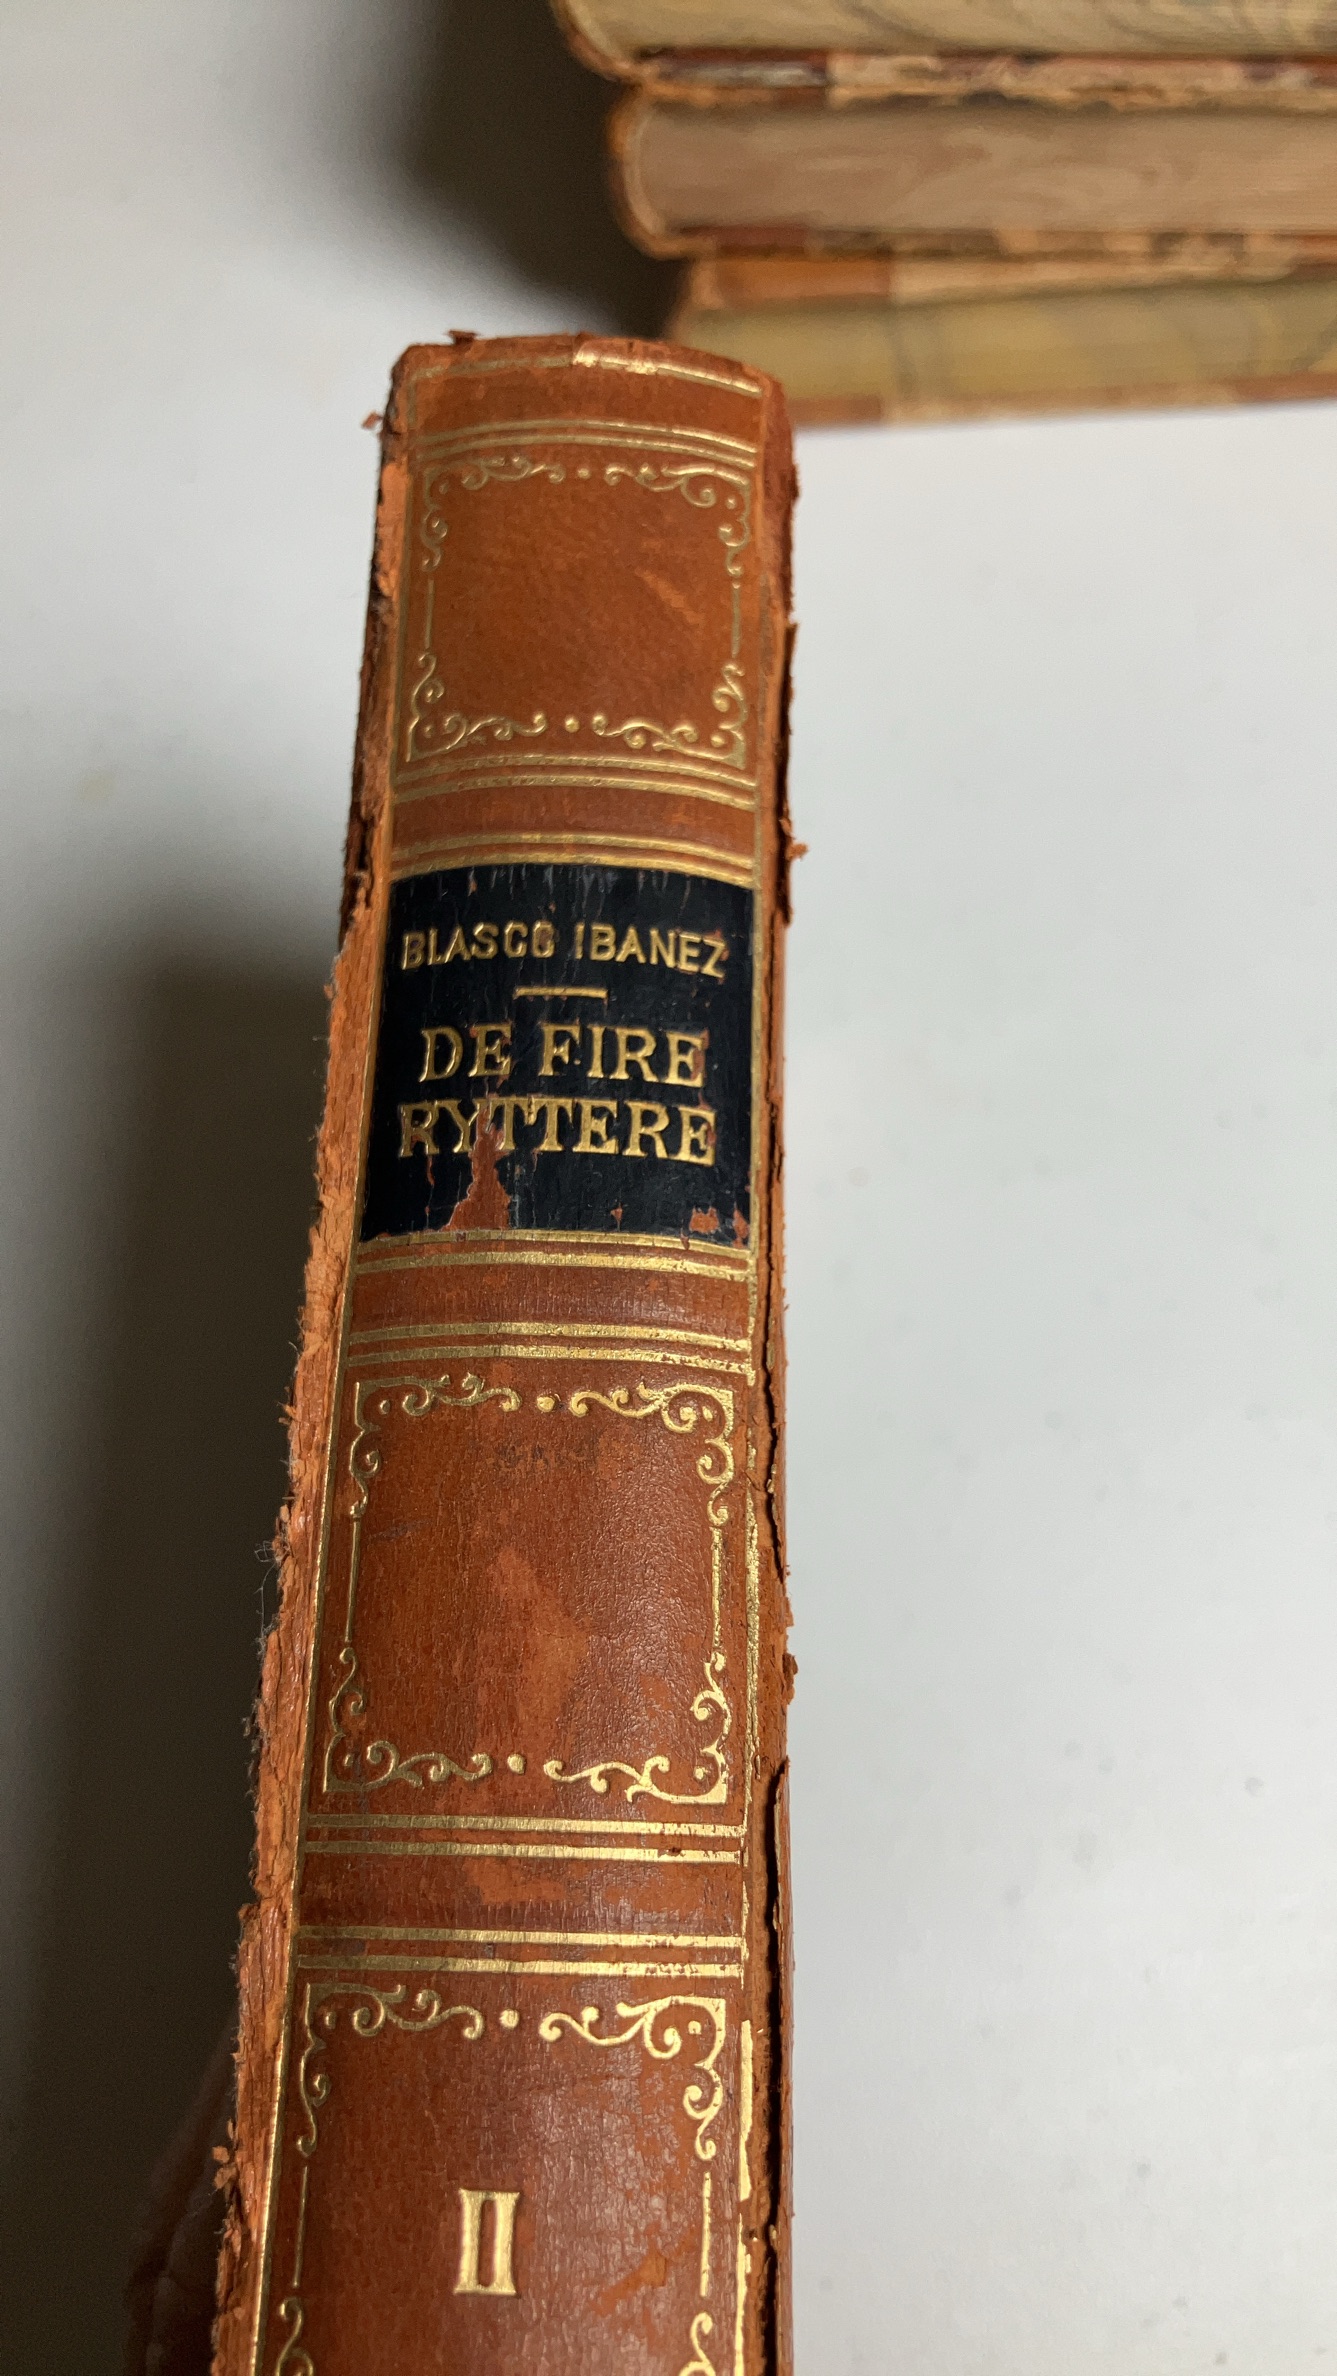 BLASCO IBANEZ
DE FIRE
RYTTERE
II